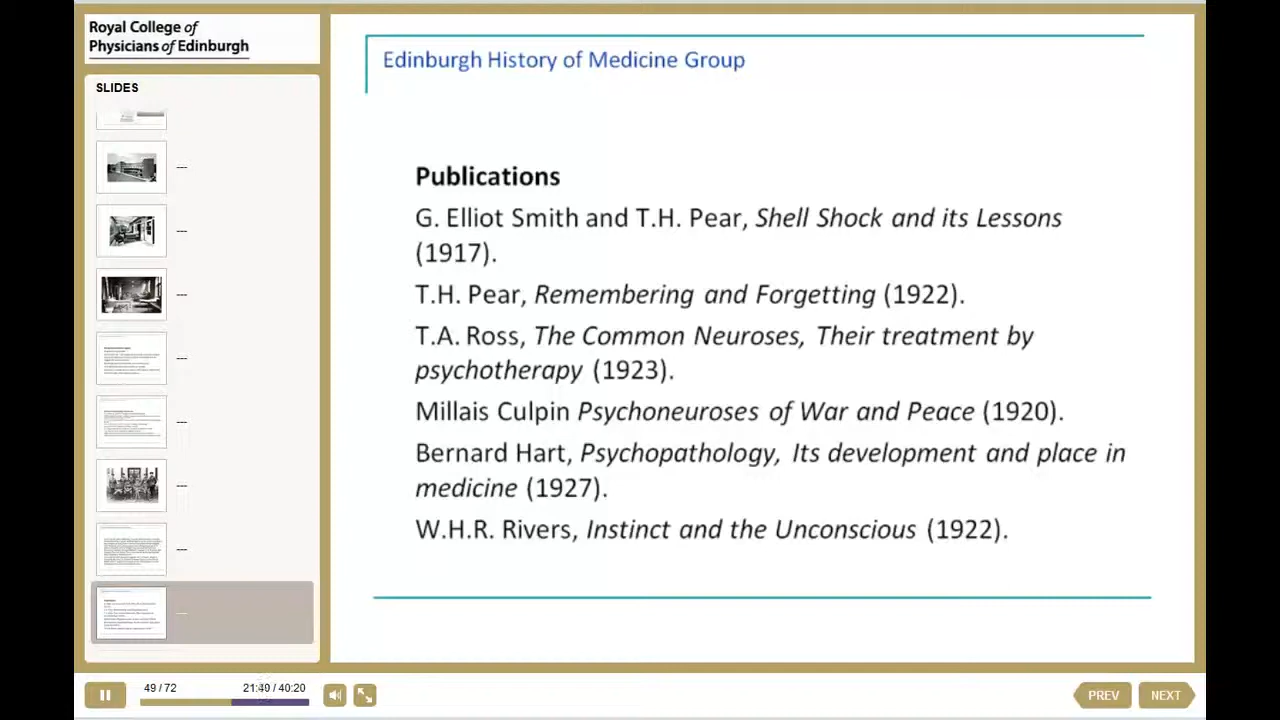 Royal College of
Physicians of Edinburgh
SLIDES
Edinburgh History of Medicine Group
Publications
G. Elliot Smith and T.H. Pear, Shell Shock and its Lessons
(1917).
T.H. Pear, Remembering and Forgetting (1922).
T.A. Ross, The Common Neuroses, Their treatment by
psychotherapy (1923).
Millais Culpin Psychoneuroses of War and Peace (1920).
Bernard Hart, Psychopathology, Its development and place in
medicine (1927).
W.H.R. Rivers, Instinct and the Unconscious (1922).
49 / 72
21:40 / 40:20
PREV
NEXT